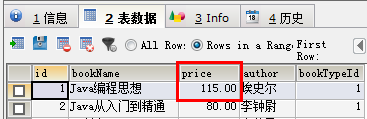 1 信息 2 表数据 3 Info 4 历史
All Row: Rows in a Rang First Row:
id bookName price author bookTypeId
1 Java编程思想 115.00 埃史尔 1
2 Java从入门到精通 80.00 李钟尉 1